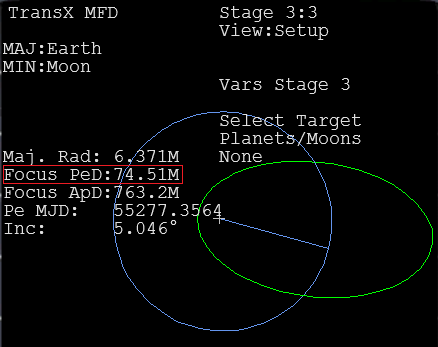 TransX MFD
Stage 3:3
View:Setup
MAJ:Earth
MIN:Moon
Vars Stage 3
Select Target
Planets/Moons
None
Maj. Rad: 6.371M
Focus PeD:74.51M
Focus ApD:763.2M
Pe MJD: 55277.3564
Inc: 5.046°